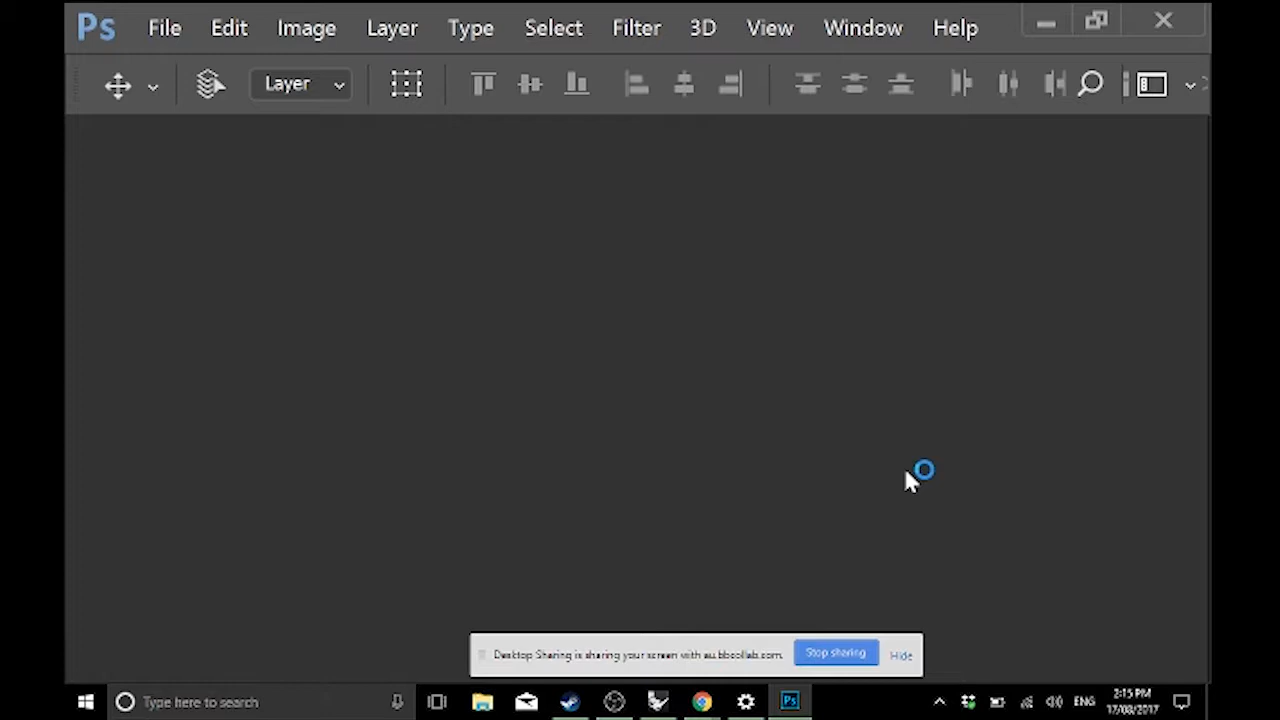 Ps File Edit Image Layer Type Select Filter 3D View Window Help
Layer
Desktop Sharing is sharing your screen with au.bbcollab.com. Stop sharing Hide
Type here to search
ENG
2:15 PM
17/08/2017
Ps